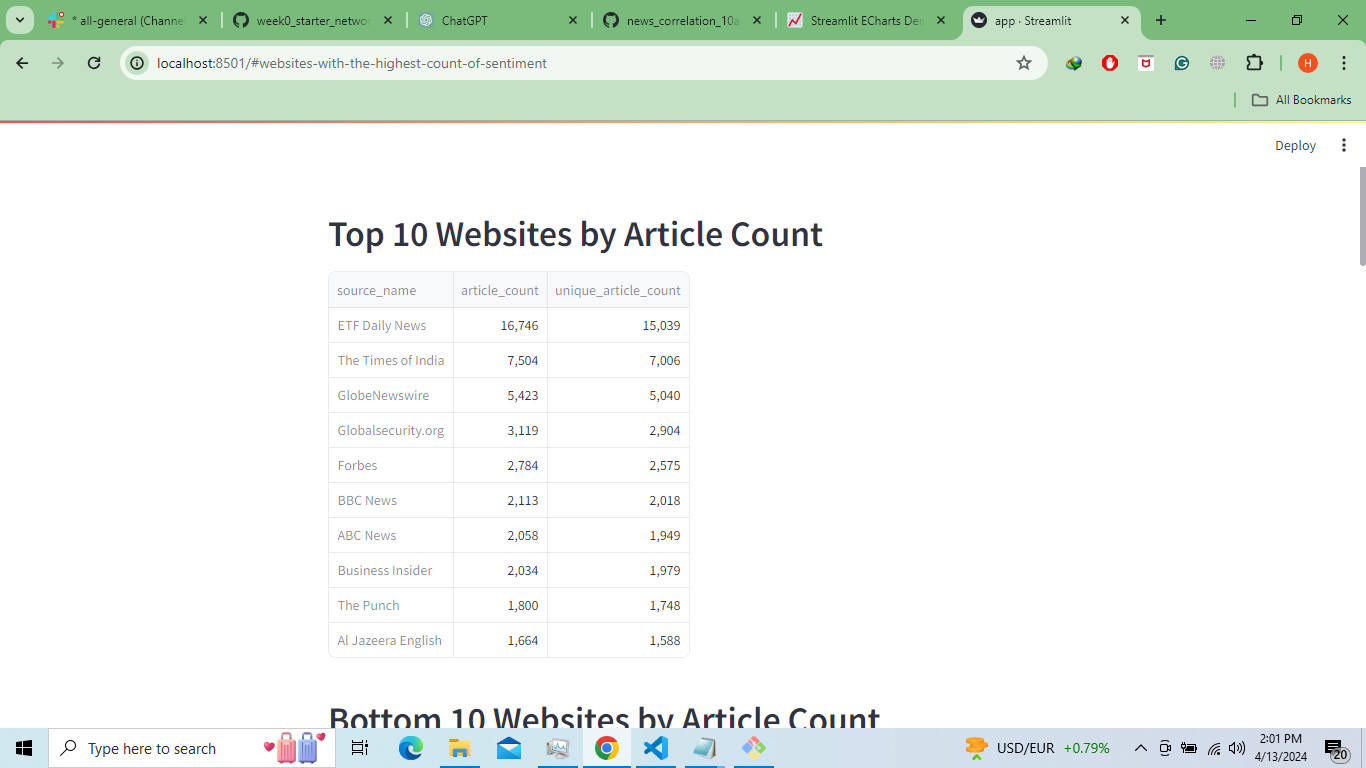 * all-general (Channel
week0_starter_networ
ChatGPT
news_correlation_10a
Streamlit ECharts Der
app · Streamlit
localhost:8501/#websites-with-the-highest-count-of-sentiment
H
All Bookmarks
Deploy
Top 10 Websites by Article Count
source_name article_count unique_article_count
ETF Daily News 16,746 15,039
The Times of India 7,504 7,006
GlobeNewswire 5,423 5,040
Globalsecurity.org 3,119 2,904
Forbes 2,784 2,575
BBC News 2,113 2,018
ABC News 2,058 1,949
Business Insider 2,034 1,979
The Punch 1,800 1,748
Al Jazeera English 1,664 1,588
Bottom 10 Websites by Article Count
Type here to search
USD/EUR +0.79%
2:01 PM
4/13/2024
20